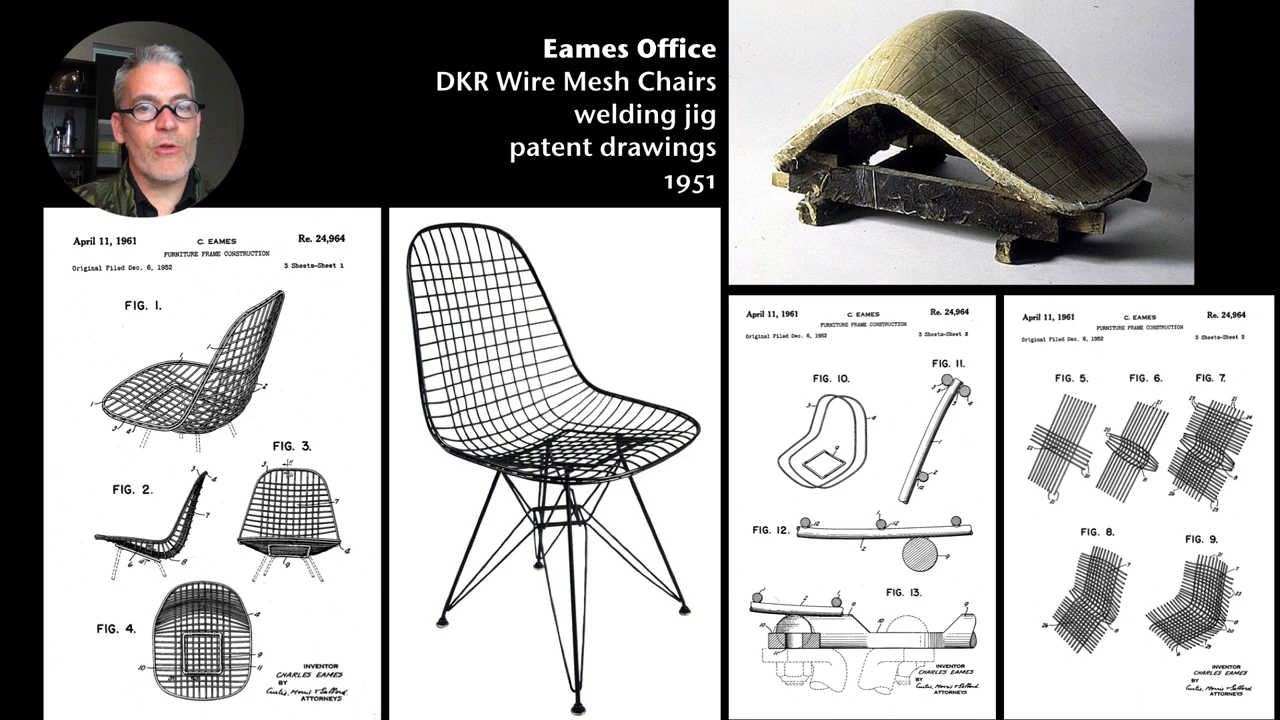 Eames Office
DKR Wire Mesh Chairs
welding jig
patent drawings
1951
April 11, 1961
C. EAMES
Re. 24,964
FURNITURE FRAME CONSTRUCTION
Original Filed Dec. 6, 1952
3 Sheets-Sheet 1
FIG. 1.
FIG. 2.
FIG. 3.
FIG. 4.
INVENTOR
CHARLES EAMES
BY
ATTORNEYS
April 11, 1961
C. EAMES
Re. 24,964
FURNITURE FRAME CONSTRUCTION
Original Filed Dec. 6, 1952
3 Sheets-Sheet 3
FIG. 10.
FIG. 11.
FIG. 12.
FIG. 13.
INVENTOR
CHARLES EAMES
BY
ATTORNEYS
April 11, 1961
C. EAMES
Re. 24,964
FURNITURE FRAME CONSTRUCTION
Original Filed Dec. 6, 1952
3 Sheets-Sheet 2
FIG. 5.
FIG. 6.
FIG. 7.
FIG. 8.
FIG. 9.
INVENTOR
CHARLES EAMES
BY
ATTORNEYS